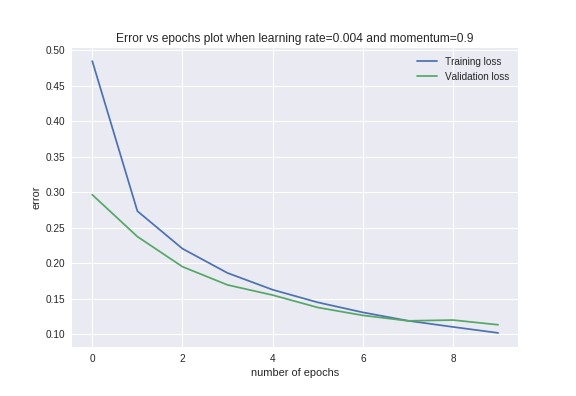 Error vs epochs plot when learning rate=0.004 and momentum=0.9
Training loss
Validation loss
0.50
0.45
0.40
0.35
0.30
0.25
0.20
0.15
0.10
error
0 2 4 6 8
number of epochs